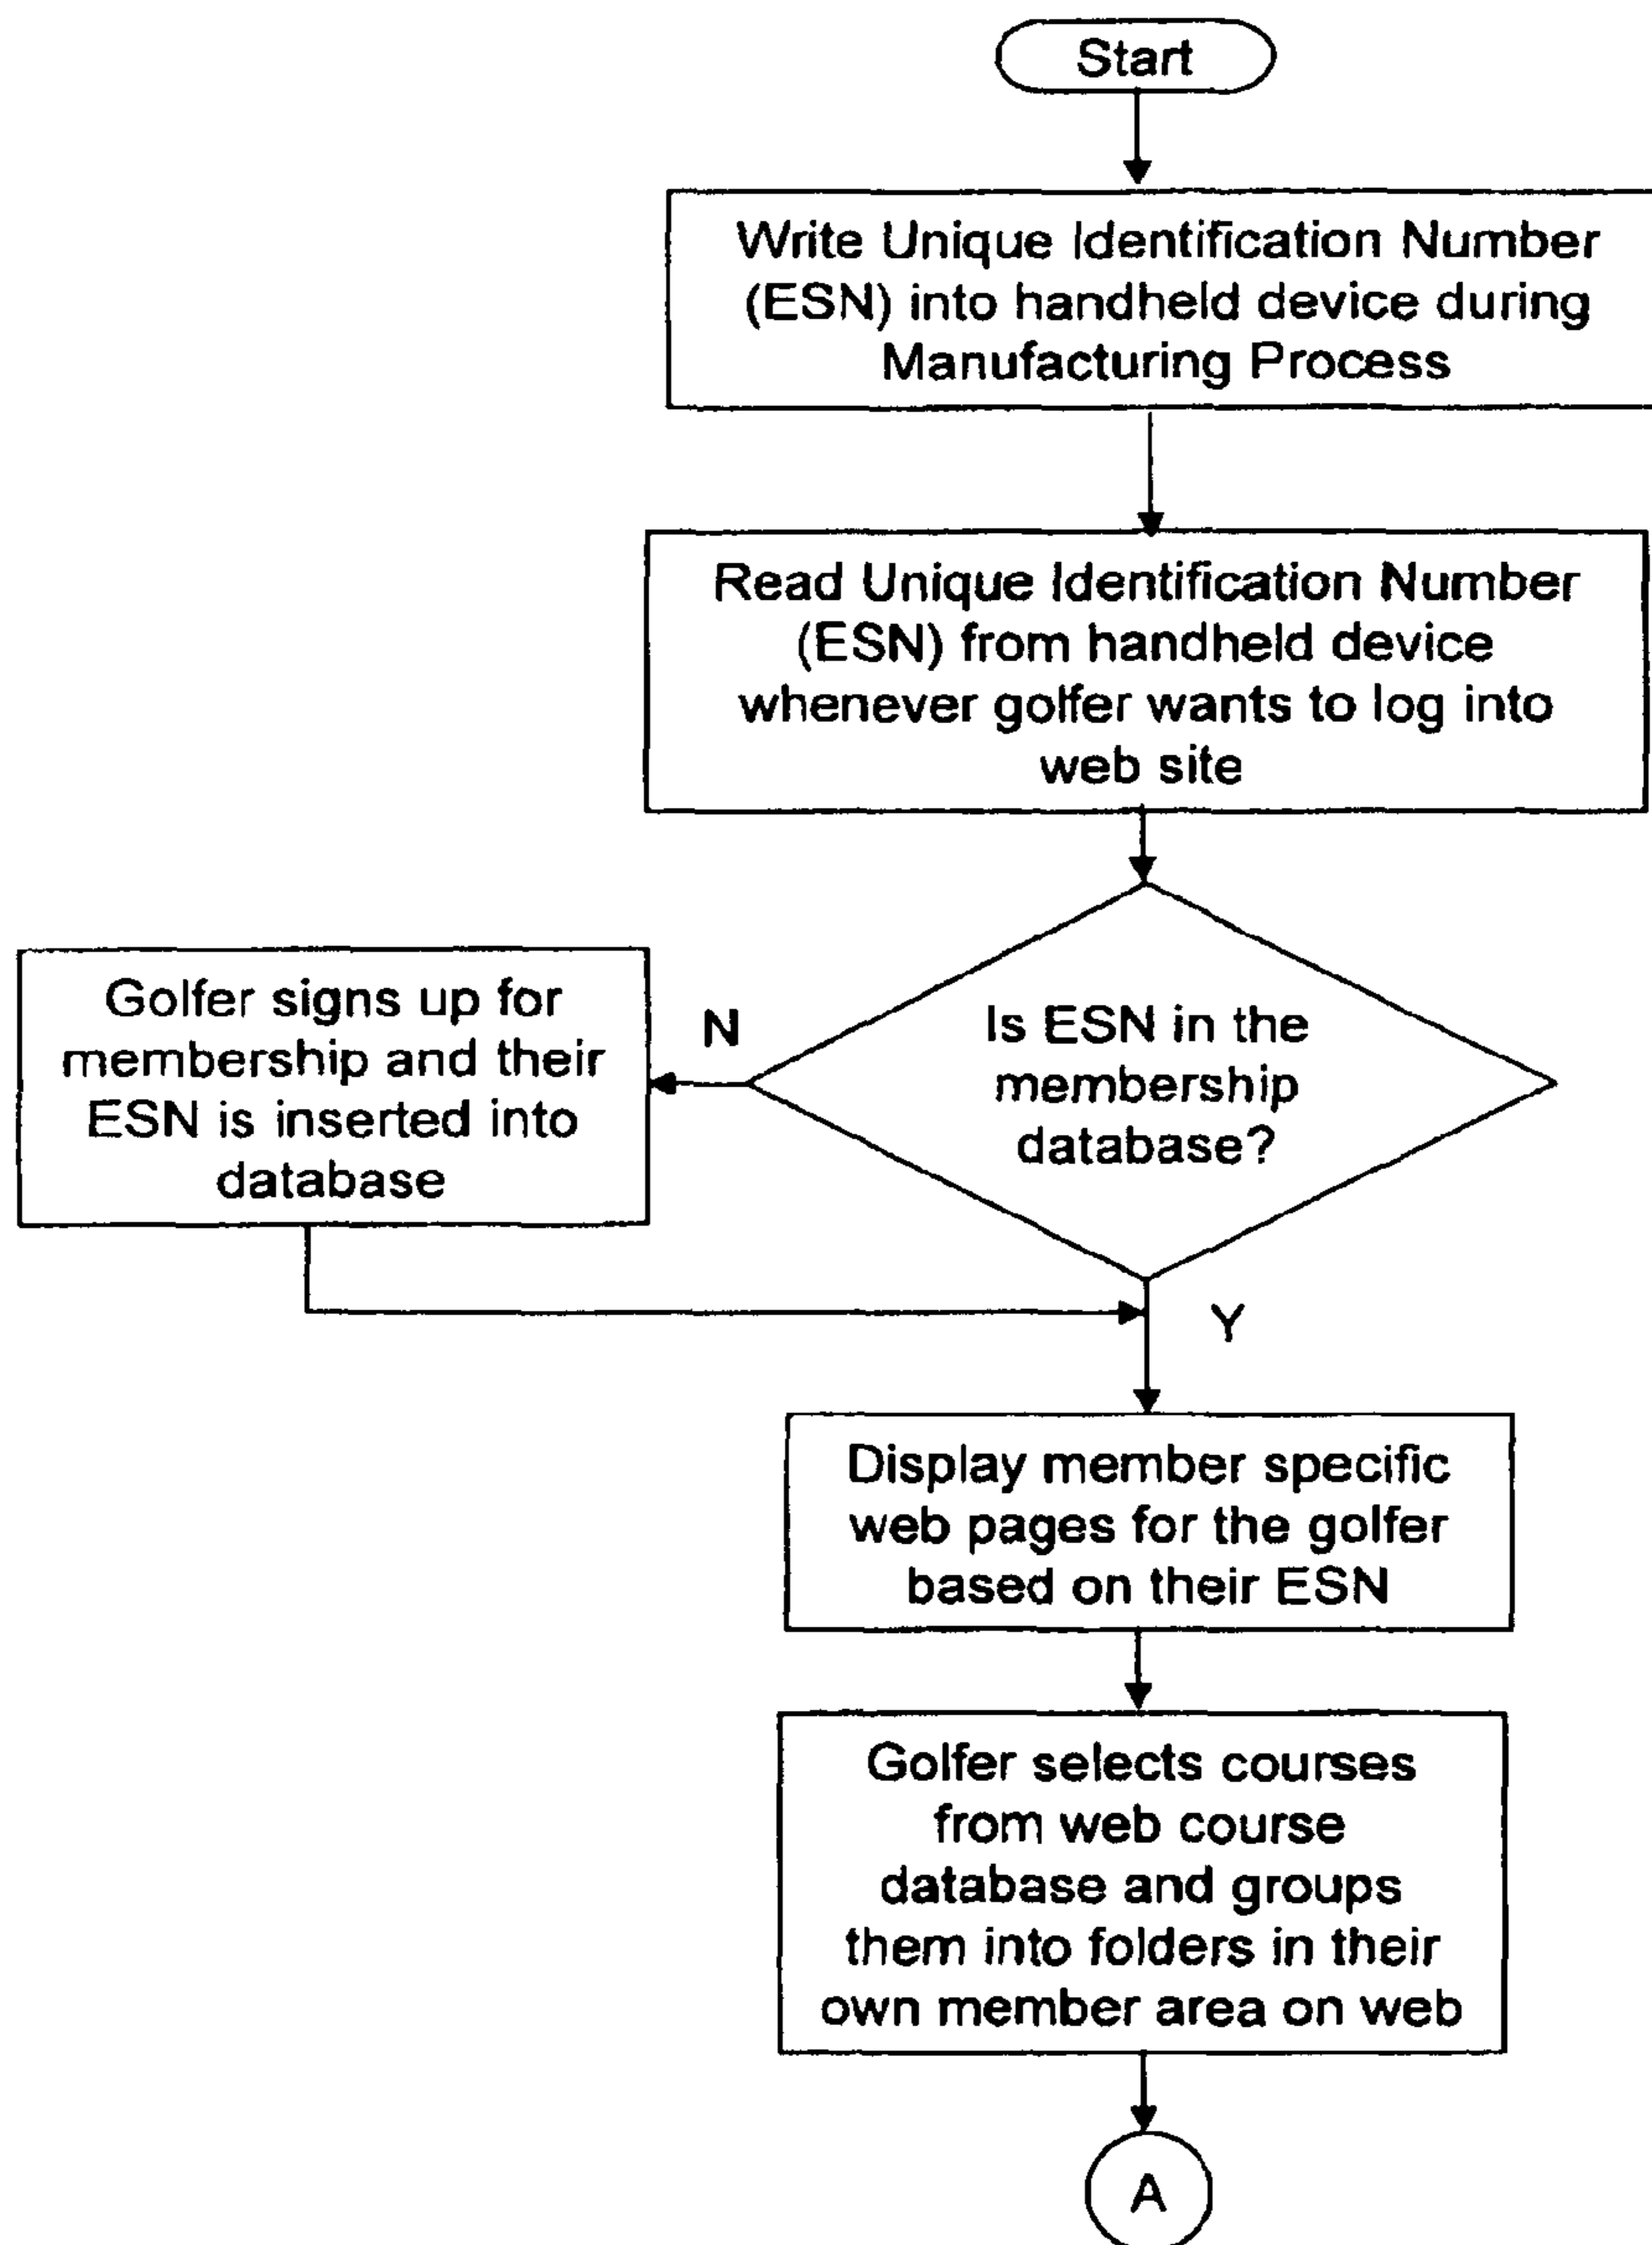 Start
Write Unique Identification Number
(ESN) into handheld device during
Manufacturing Process
Read Unique Identification Number
(ESN) from handheld device
whenever golfer wants to log into
web site
Is ESN in the
membership
database?
N
Golfer signs up for
membership and their
ESN is inserted into
database
Y
Display member specific
web pages for the golfer
based on their ESN
Golfer selects courses
from web course
database and groups
them into folders in their
own member area on web
A